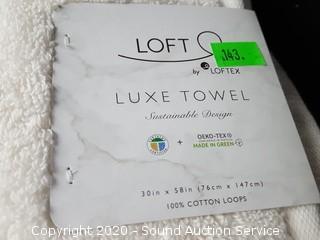 LOFT
143.
by LOFTEX
LUXE TOWEL
Sustainable Design
+ OEKO-TEX®
MADE IN GREEN
30in x 58in (76cm x 147cm)
100% COTTON LOOPS
Copyright 2020 - Sound Auction Service